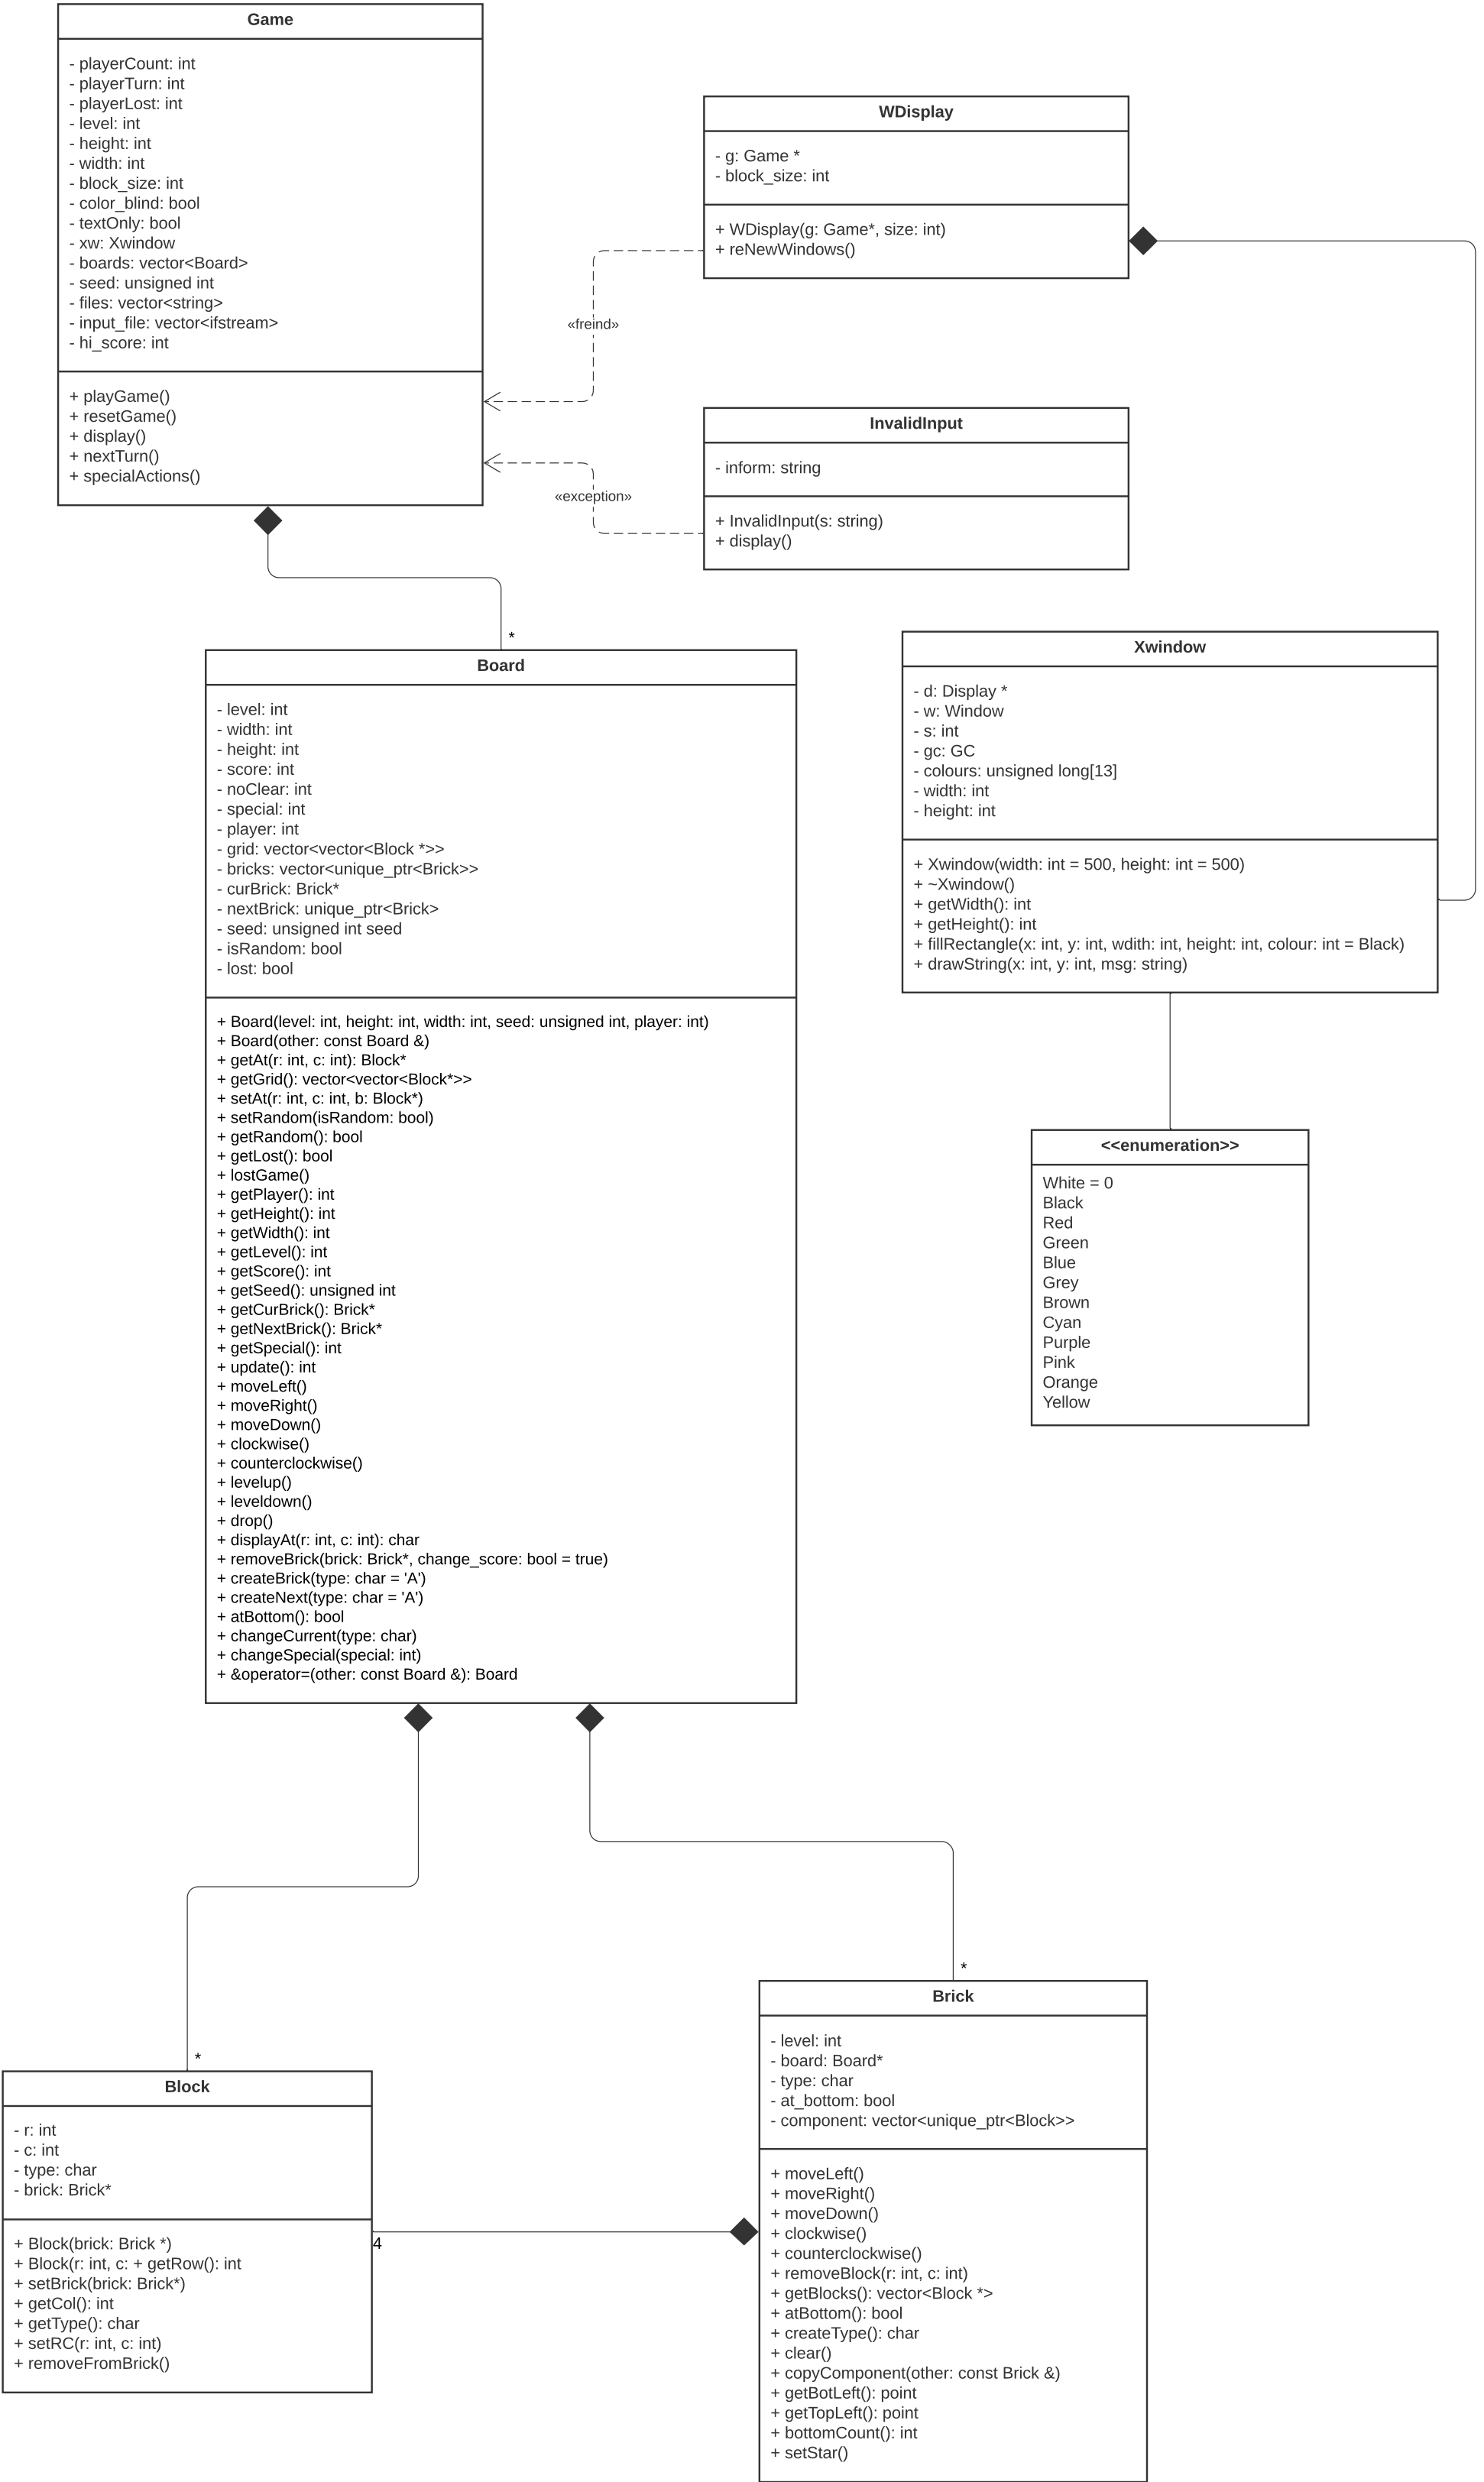 Game
- playerCount: int
- playerTurn: int
- playerLost: int
- level: int
- height: int
- width: int
- block_size: int
- color_blind: bool
- textOnly: bool
- xw: Xwindow
- boards: vector<Board>
- seed: unsigned int
- files: vector<string>
- input_file: vector<ifstream>
- hi_score: int
+ playGame()
+ resetGame()
+ display()
+ nextTurn()
+ specialActions()
WDisplay
- g: Game *
- block_size: int
+ WDisplay(g: Game*, size: int)
+ reNewWindows()
«freind»
InvalidInput
- inform: string
+ InvalidInput(s: string)
+ display()
«exception»
*
Board
- level: int
- width: int
- height: int
- score: int
- noClear: int
- special: int
- player: int
- grid: vector<vector<Block *>>
- bricks: vector<unique_ptr<Brick>>
- curBrick: Brick*
- nextBrick: unique_ptr<Brick>
- seed: unsigned int seed
- isRandom: bool
- lost: bool
+ Board(level: int, height: int, width: int, seed: unsigned int, player: int)
+ Board(other: const Board &)
+ getAt(r: int, c: int): Block*
+ getGrid(): vector<vector<Block*>>
+ setAt(r: int, c: int, b: Block*)
+ setRandom(isRandom: bool)
+ getRandom(): bool
+ getLost(): bool
+ lostGame()
+ getPlayer(): int
+ getHeight(): int
+ getWidth(): int
+ getLevel(): int
+ getScore(): int
+ getSeed(): unsigned int
+ getCurBrick(): Brick*
+ getNextBrick(): Brick*
+ getSpecial(): int
+ update(): int
+ moveLeft()
+ moveRight()
+ moveDown()
+ clockwise()
+ counterclockwise()
+ levelup()
+ leveldown()
+ drop()
+ displayAt(r: int, c: int): char
+ removeBrick(brick: Brick*, change_score: bool = true)
+ createBrick(type: char = 'A')
+ createNext(type: char = 'A')
+ atBottom(): bool
+ changeCurrent(type: char)
+ changeSpecial(special: int)
+ &operator=(other: const Board &): Board
Xwindow
- d: Display *
- w: Window
- s: int
- gc: GC
- colours: unsigned long[13]
- width: int
- height: int
+ Xwindow(width: int = 500, height: int = 500)
+ ~Xwindow()
+ getWidth(): int
+ getHeight(): int
+ fillRectangle(x: int, y: int, wdith: int, height: int, colour: int = Black)
+ drawString(x: int, y: int, msg: string)
<<enumeration>>
White = 0
Black
Red
Green
Blue
Grey
Brown
Cyan
Purple
Pink
Orange
Yellow
*
Block
- r: int
- c: int
- type: char
- brick: Brick*
+ Block(brick: Brick *)
+ Block(r: int, c: + getRow(): int
+ setBrick(brick: Brick*)
+ getCol(): int
+ getType(): char
+ setRC(r: int, c: int)
+ removeFromBrick()
4
*
Brick
- level: int
- board: Board*
- type: char
- at_bottom: bool
- component: vector<unique_ptr<Block>>
+ moveLeft()
+ moveRight()
+ moveDown()
+ clockwise()
+ counterclockwise()
+ removeBlock(r: int, c: int)
+ getBlocks(): vector<Block *>
+ atBottom(): bool
+ createType(): char
+ clear()
+ copyComponent(other: const Brick &)
+ getBotLeft(): point
+ getTopLeft(): point
+ bottomCount(): int
+ setStar()